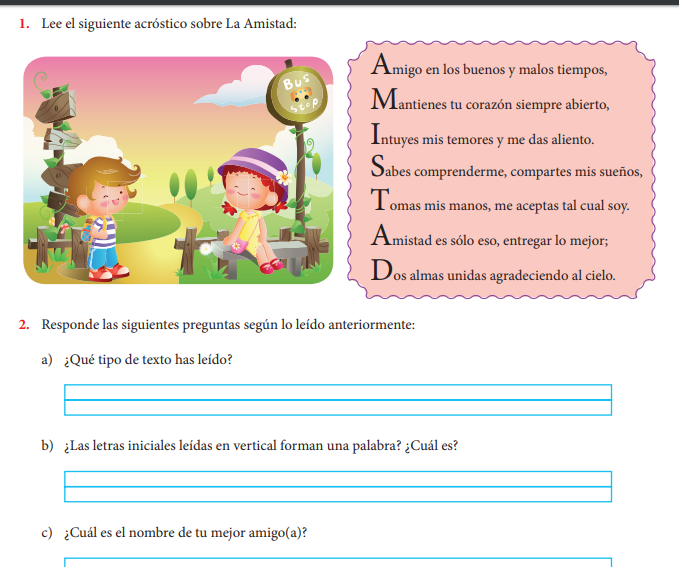 1. Lee el siguiente acróstico sobre La Amistad:
Bus
Stop
Amigo en los buenos y malos tiempos,
Mantienes tu corazón siempre abierto,
Intuyes mis temores y me das aliento.
Sabes comprenderme, compartes mis sueños,
Tomas mis manos, me aceptas tal cual soy.
Amistad es sólo eso, entregar lo mejor;
Dos almas unidas agradeciendo al cielo.
2. Responde las siguientes preguntas según lo leído anteriormente:
a) ¿Qué tipo de texto has leído?
b) ¿Las letras iniciales leídas en vertical forman una palabra? ¿Cuál es?
c) ¿Cuál es el nombre de tu mejor amigo(a)?